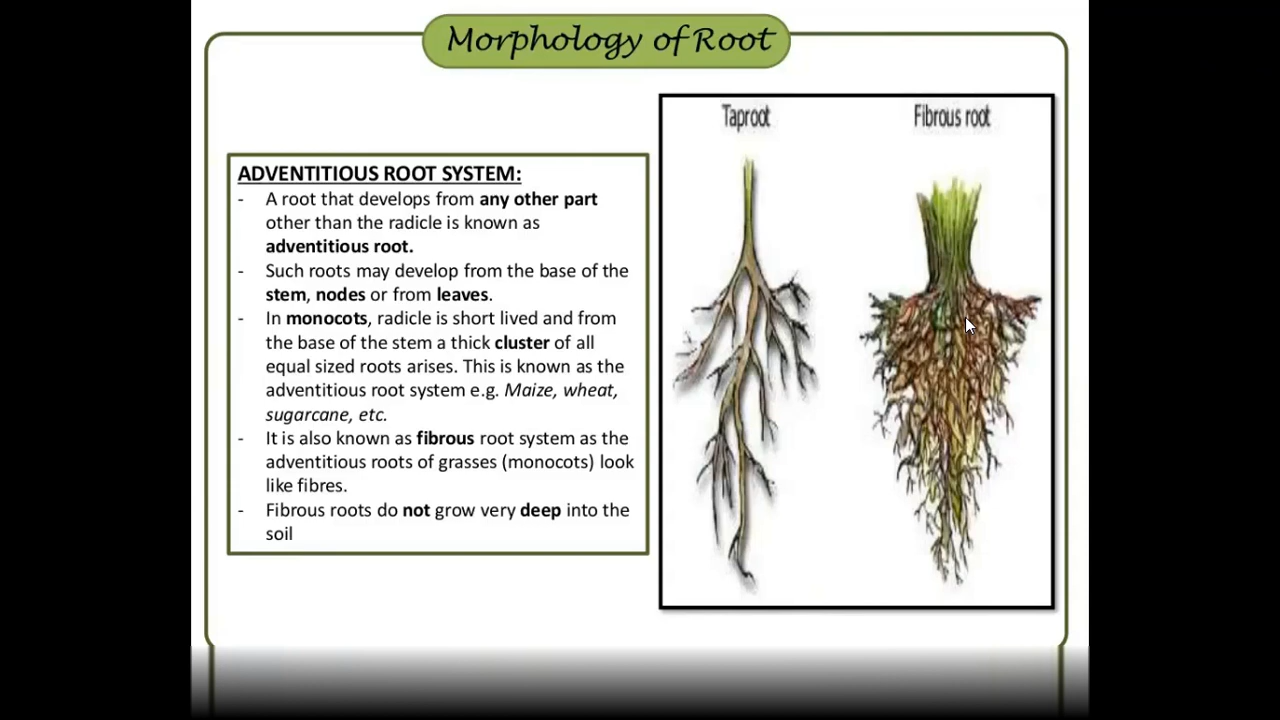 Morphology of Root
Taproot
Fibrous root
ADVENTITIOUS ROOT SYSTEM:
- A root that develops from any other part
other than the radicle is known as
adventitious root.
- Such roots may develop from the base of the
stem, nodes or from leaves.
- In monocots, radicle is short lived and from
the base of the stem a thick cluster of all
equal sized roots arises. This is known as the
adventitious root system e.g. Maize, wheat,
sugarcane, etc.
- It is also known as fibrous root system as the
adventitious roots of grasses (monocots) look
like fibres.
- Fibrous roots do not grow very deep into the
soil